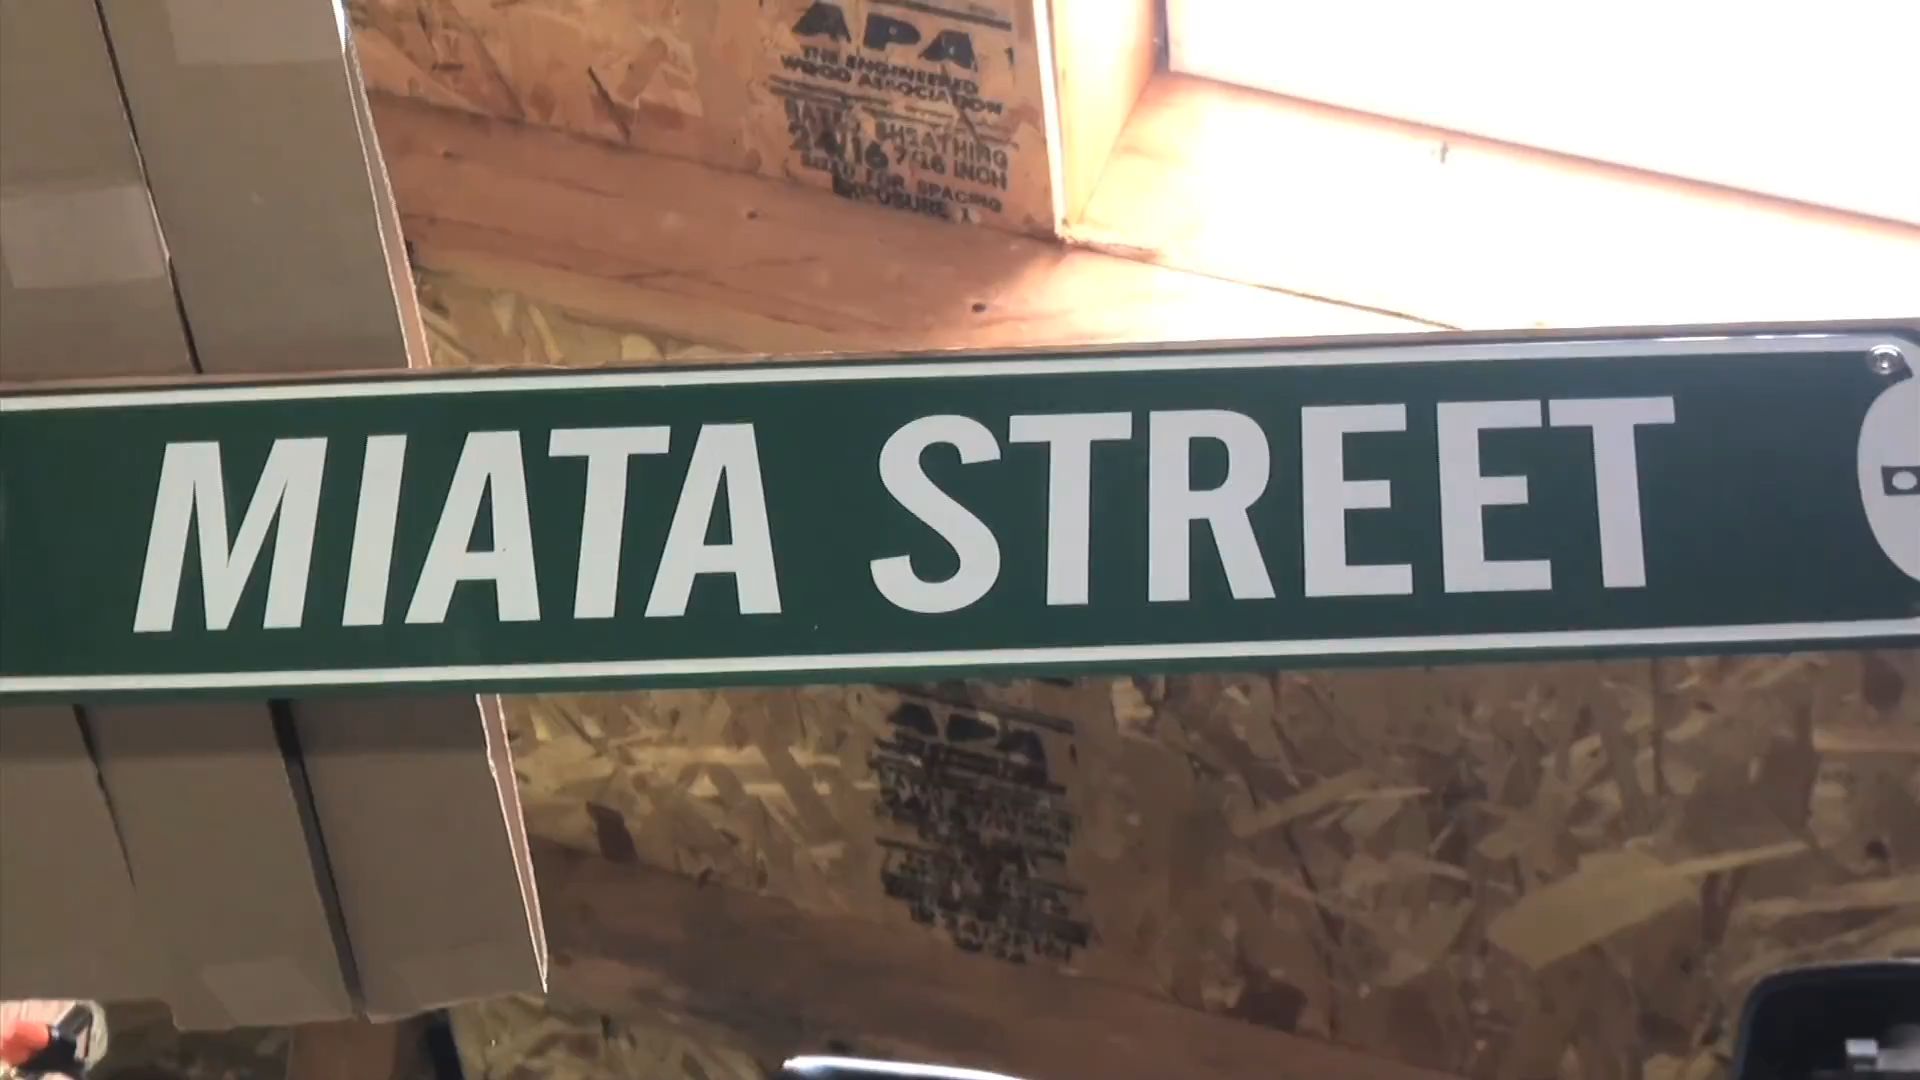 APA
THE ENGINEERED
WOOD ASSOCIATION
RATED SHEATHING
24/16 7/16 INCH
SIZED FOR SPACING
EXPOSURE 1
MIATA STREET
APA